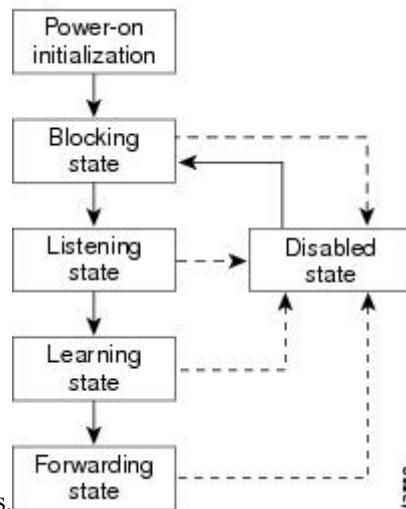 Power-on
initialization
Blocking
state
Listening
state
Disabled
state
Learning
state
Forwarding
state
s.